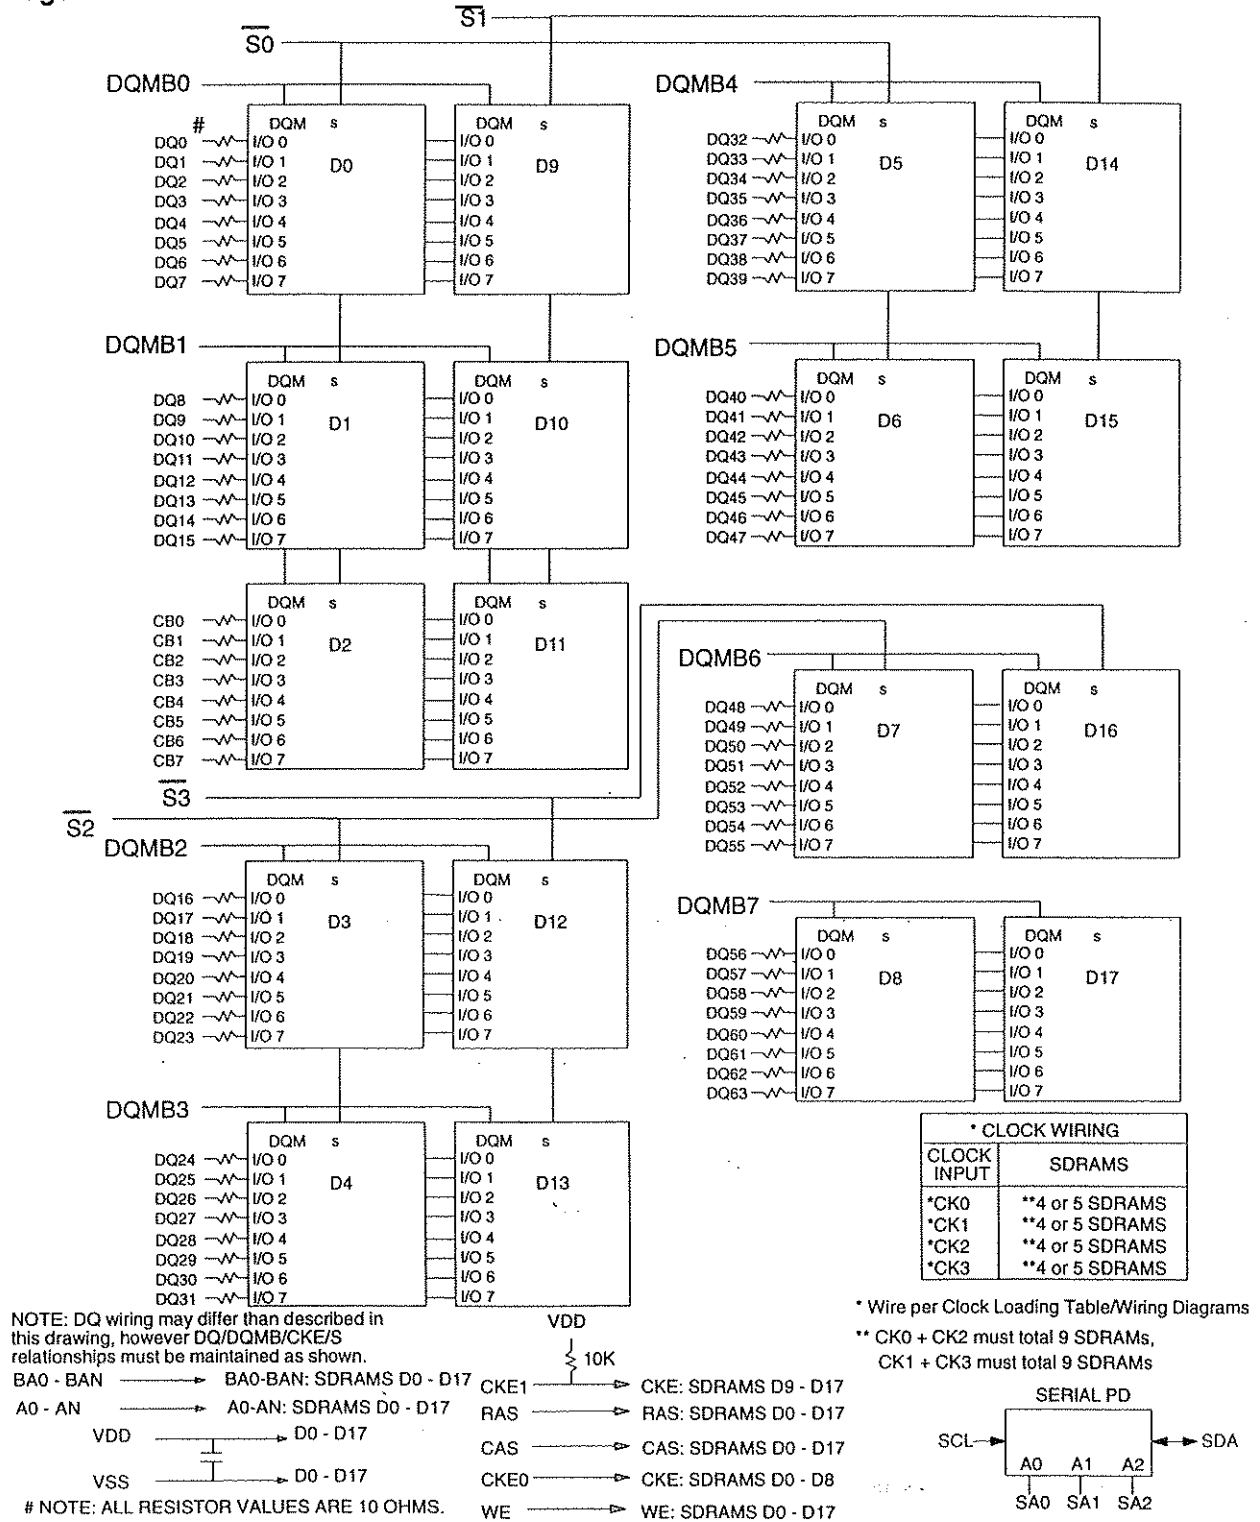 S1
S0
DQMB0
DQMB4
#
DQM s
DQM s
DQM s
DQM s
DQ0 I/O 0 I/O 0
DQ1 I/O 1 I/O 1
DQ2 I/O 2 I/O 2
DQ3 I/O 3 I/O 3
DQ4 I/O 4 I/O 4
DQ5 I/O 5 I/O 5
DQ6 I/O 6 I/O 6
DQ7 I/O 7 I/O 7
D0
D9
DQ32 I/O 0 I/O 0
DQ33 I/O 1 I/O 1
DQ34 I/O 2 I/O 2
DQ35 I/O 3 I/O 3
DQ36 I/O 4 I/O 4
DQ37 I/O 5 I/O 5
DQ38 I/O 6 I/O 6
DQ39 I/O 7 I/O 7
D5
D14
DQMB1
DQM s
DQM s
DQ8 I/O 0 I/O 0
DQ9 I/O 1 I/O 1
DQ10 I/O 2 I/O 2
DQ11 I/O 3 I/O 3
DQ12 I/O 4 I/O 4
DQ13 I/O 5 I/O 5
DQ14 I/O 6 I/O 6
DQ15 I/O 7 I/O 7
D1
D10
DQMB5
DQM s
DQM s
DQ40 I/O 0 I/O 0
DQ41 I/O 1 I/O 1
DQ42 I/O 2 I/O 2
DQ43 I/O 3 I/O 3
DQ44 I/O 4 I/O 4
DQ45 I/O 5 I/O 5
DQ46 I/O 6 I/O 6
DQ47 I/O 7 I/O 7
D6
D15
DQM s
DQM s
CB0 I/O 0 I/O 0
CB1 I/O 1 I/O 1
CB2 I/O 2 I/O 2
CB3 I/O 3 I/O 3
CB4 I/O 4 I/O 4
CB5 I/O 5 I/O 5
CB6 I/O 6 I/O 6
CB7 I/O 7 I/O 7
D2
D11
DQMB6
DQM s
DQM s
DQ48 I/O 0 I/O 0
DQ49 I/O 1 I/O 1
DQ50 I/O 2 I/O 2
DQ51 I/O 3 I/O 3
DQ52 I/O 4 I/O 4
DQ53 I/O 5 I/O 5
DQ54 I/O 6 I/O 6
DQ55 I/O 7 I/O 7
D7
D16
S3
S2
DQMB2
DQM s
DQM s
DQ16 I/O 0 I/O 0
DQ17 I/O 1 I/O 1
DQ18 I/O 2 I/O 2
DQ19 I/O 3 I/O 3
DQ20 I/O 4 I/O 4
DQ21 I/O 5 I/O 5
DQ22 I/O 6 I/O 6
DQ23 I/O 7 I/O 7
D3
D12
DQMB7
DQM s
DQM s
DQ56 I/O 0 I/O 0
DQ57 I/O 1 I/O 1
DQ58 I/O 2 I/O 2
DQ59 I/O 3 I/O 3
DQ60 I/O 4 I/O 4
DQ61 I/O 5 I/O 5
DQ62 I/O 6 I/O 6
DQ63 I/O 7 I/O 7
D8
D17
DQMB3
DQM s
DQM s
DQ24 I/O 0 I/O 0
DQ25 I/O 1 I/O 1
DQ26 I/O 2 I/O 2
DQ27 I/O 3 I/O 3
DQ28 I/O 4 I/O 4
DQ29 I/O 5 I/O 5
DQ30 I/O 6 I/O 6
DQ31 I/O 7 I/O 7
D4
D13
* CLOCK WIRING
CLOCK INPUT SDRAMS
*CK0 **4 or 5 SDRAMS
*CK1 **4 or 5 SDRAMS
*CK2 **4 or 5 SDRAMS
*CK3 **4 or 5 SDRAMS
* Wire per Clock Loading Table/Wiring Diagrams
** CK0 + CK2 must total 9 SDRAMs,
CK1 + CK3 must total 9 SDRAMs
NOTE: DQ wiring may differ than described in
this drawing, however DQ/DQMB/CKE/S
relationships must be maintained as shown.
BA0 - BAN BA0-BAN: SDRAMS D0 - D17
A0 - AN A0-AN: SDRAMS D0 - D17
VDD D0 - D17
VSS D0 - D17
# NOTE: ALL RESISTOR VALUES ARE 10 OHMS.
VDD
10K
CKE1 CKE: SDRAMS D9 - D17
RAS RAS: SDRAMS D0 - D17
CAS CAS: SDRAMS D0 - D17
CKE0 CKE: SDRAMS D0 - D8
WE WE: SDRAMS D0 - D17
SERIAL PD
SCL SDA
A0 A1 A2
SA0 SA1 SA2